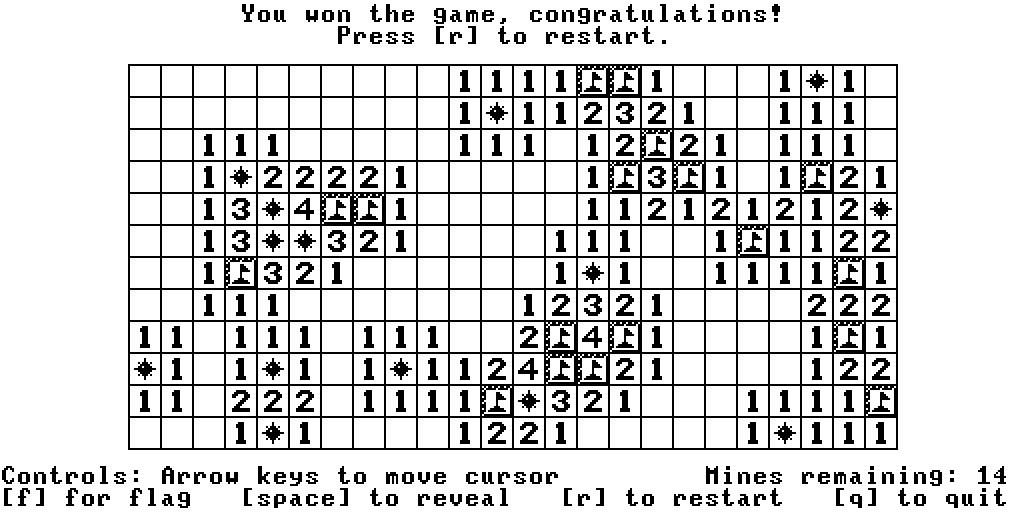 You won the game, congratulations!
Press [r] to restart.
1 1 1 1 1 1 1
1 1 1 2 3 2 1 1 1 1
1 1 1 1 1 1 1 2 2 1 1 1 1
1 2 2 2 2 1 1 3 1 1 2 1
1 3 4 1 1 1 2 1 2 1 2 1 2
1 3 3 2 1 1 1 1 1 1 1 2 2
1 3 2 1 1 1 1 1 1 1 1
1 1 1 1 2 3 2 1 2 2 2
1 1 1 1 1 1 1 1 2 4 1 1 1
1 1 1 1 1 1 2 4 2 1 1 2 2
1 1 2 2 2 1 1 1 1 3 2 1 1 1 1 1
1 1 1 2 2 1 1 1 1 1
Controls: Arrow keys to move cursor Mines remaining: 14
[f] for flag [space] to reveal [r] to restart [q] to quit